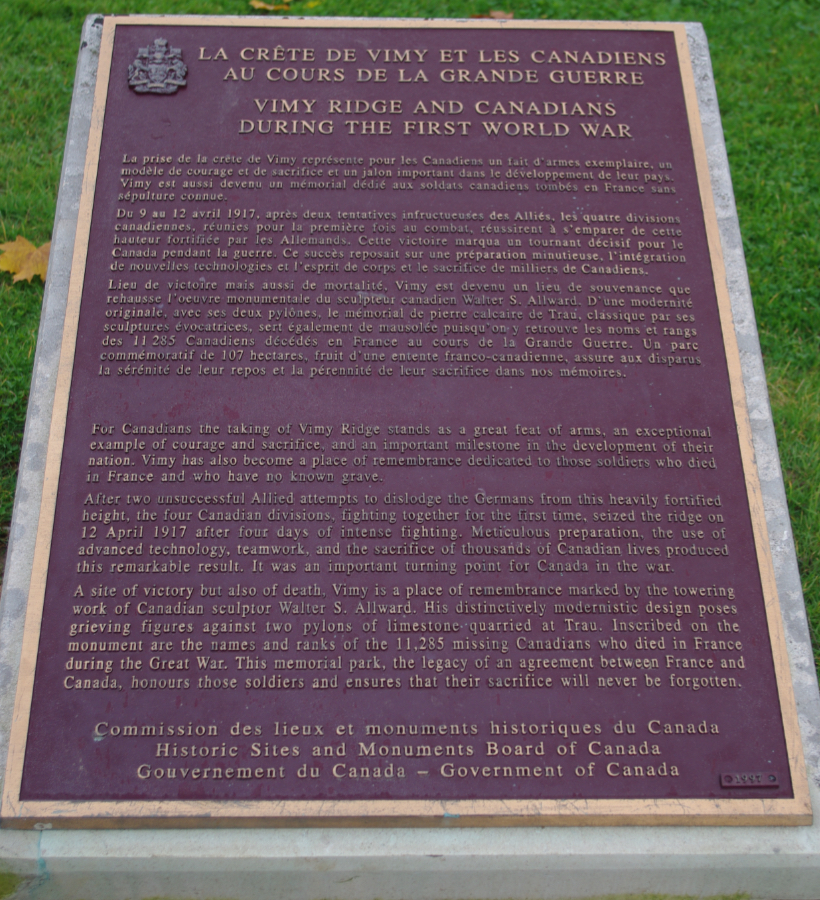 LA CRÊTE DE VIMY ET LES CANADIENS
AU COURS DE LA GRANDE GUERRE
VIMY RIDGE AND CANADIANS
DURING THE FIRST WORLD WAR
La prise de la crête de Vimy représente pour les Canadiens un fait d'armes exemplaire, un
modèle de courage et de sacrifice et un jalon important dans le développement de leur pays.
Vimy est aussi devenu un mémorial dédié aux soldats canadiens tombés en France sans
sépulture connue.
Du 9 au 12 avril 1917, après deux tentatives infructueuses des Alliés, les quatre divisions
canadiennes, réunies pour la première fois au combat, réussirent à s'emparer de cette
hauteur fortifiée par les Allemands. Cette victoire marqua un tournant décisif pour le
Canada pendant la guerre. Ce succès reposait sur une préparation minutieuse, l'intégration
de nouvelles technologies et l'esprit de corps et le sacrifice de milliers de Canadiens.
Lieu de victoire mais aussi de mortalité, Vimy est devenu un lieu de souvenance que
rehausse l'oeuvre monumentale du sculpteur canadien Walter S. Allward. D'une modernité
originale, avec ses deux pylônes, le mémorial de pierre calcaire de Trau, classique par ses
sculptures évocatrices, sert également de mausolée puisqu'on y retrouve les noms et rangs
des 11 285 Canadiens décédés en France au cours de la Grande Guerre. Un parc
commémoratif de 107 hectares, fruit d'une entente franco-canadienne, assure aux disparus
la sérénité de leur repos et la pérennité de leur sacrifice dans nos mémoires.
For Canadians the taking of Vimy Ridge stands as a great feat of arms, an exceptional
example of courage and sacrifice, and an important milestone in the development of their
nation. Vimy has also become a place of remembrance dedicated to those soldiers who died
in France and who have no known grave.
After two unsuccessful Allied attempts to dislodge the Germans from this heavily fortified
height, the four Canadian divisions, fighting together for the first time, seized the ridge on
12 April 1917 after four days of intense fighting. Meticulous preparation, the use of
advanced technology, teamwork, and the sacrifice of thousands of Canadian lives produced
this remarkable result. It was an important turning point for Canada in the war.
A site of victory but also of death, Vimy is a place of remembrance marked by the towering
work of Canadian sculptor Walter S. Allward. His distinctively modernistic design poses
grieving figures against two pylons of limestone quarried at Trau. Inscribed on the
monument are the names and ranks of the 11,285 missing Canadians who died in France
during the Great War. This memorial park, the legacy of an agreement between France and
Canada, honours those soldiers and ensures that their sacrifice will never be forgotten.
Commission des lieux et monuments historiques du Canada
Historic Sites and Monuments Board of Canada
Gouvernement du Canada – Government of Canada